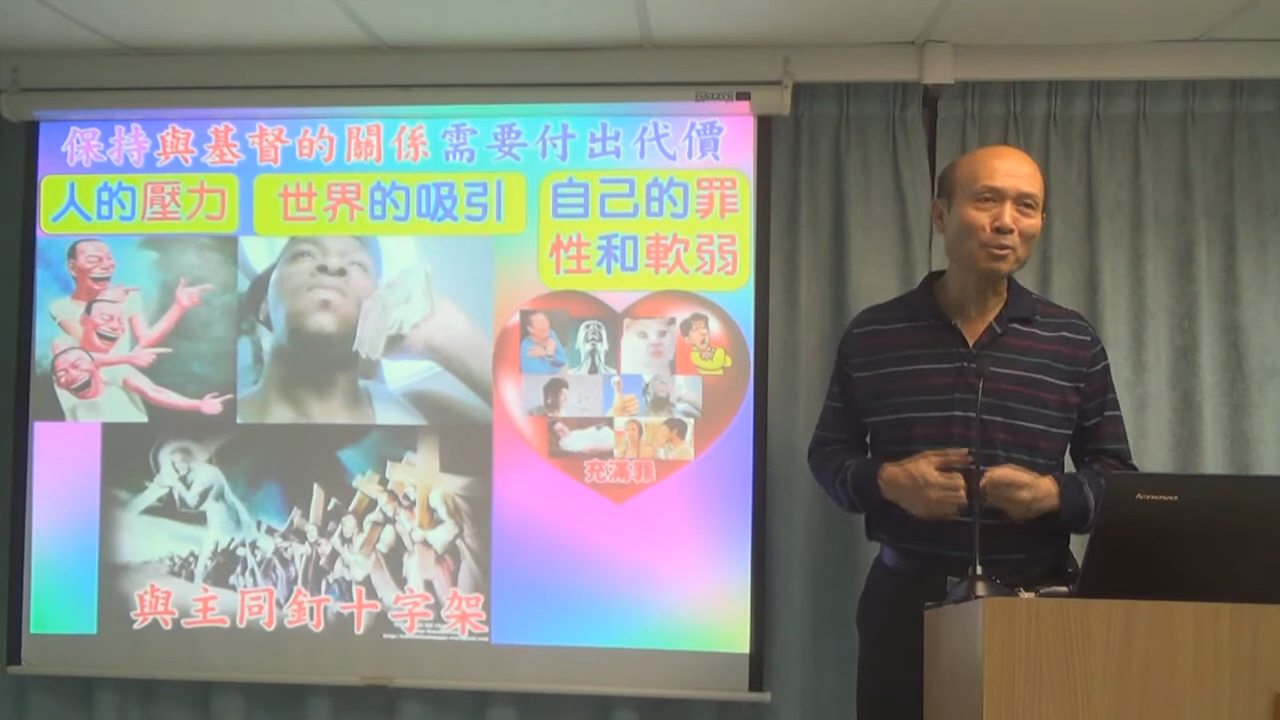 保持與基督的關係需要付出代價
人的壓力
世界的吸引
自己的罪
性和軟弱
充滿罪
與主同釘十字架
lenovo